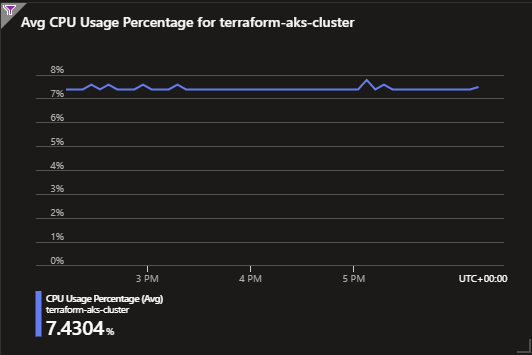 Avg CPU Usage Percentage for terraform-aks-cluster
8%
7%
6%
5%
4%
3%
2%
1%
0%
3 PM 4 PM 5 PM UTC+00:00
CPU Usage Percentage (Avg)
terraform-aks-cluster
7.4304 %